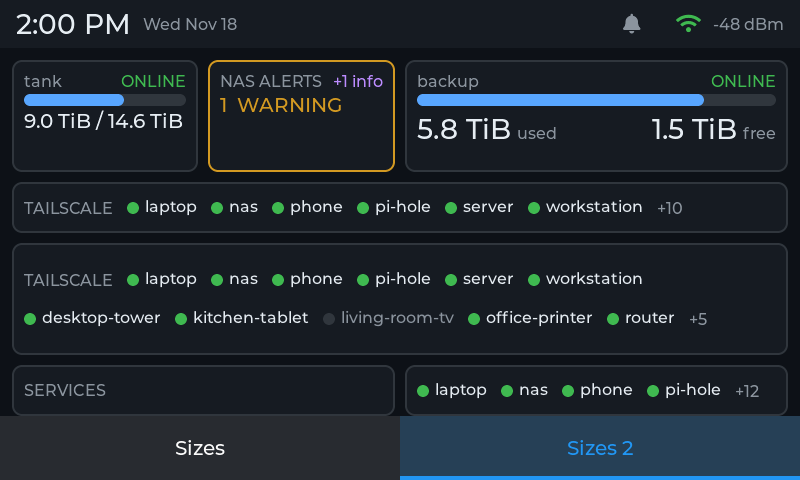 2:00 PM Wed Nov 18 -48 dBm
tank ONLINE
9.0 TiB / 14.6 TiB
NAS ALERTS +1 info
1 WARNING
backup ONLINE
5.8 TiB used 1.5 TiB free
TAILSCALE laptop nas phone pi-hole server workstation +10
TAILSCALE laptop nas phone pi-hole server workstation
desktop-tower kitchen-tablet living-room-tv office-printer router +5
SERVICES
laptop nas phone pi-hole +12
Sizes Sizes 2